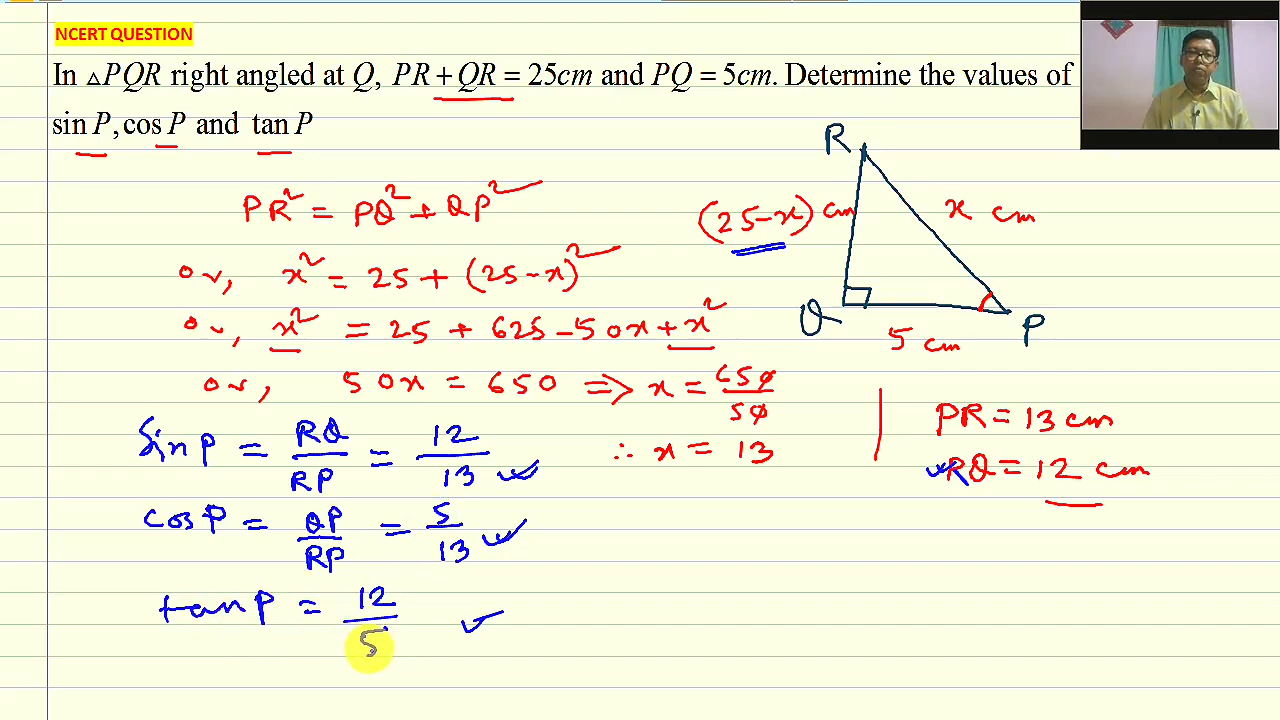 NCERT QUESTION
In △PQR right angled at Q, PR+QR = 25cm and PQ = 5cm. Determine the values of
sin P, cos P and tan P
PR² = PQ² + QP²
or, x² = 25 + (25-x)²
or, x² = 25 + 625 - 50x + x²
or, 50x = 650 => x = 650/50
∴ x = 13
Sin P = RQ/RP = 12/13
cos P = QP/RP = 5/13
tan P = 12/5
R
(25-x) cm
x cm
Q
5 cm
P
PR = 13 cm
RQ = 12 cm